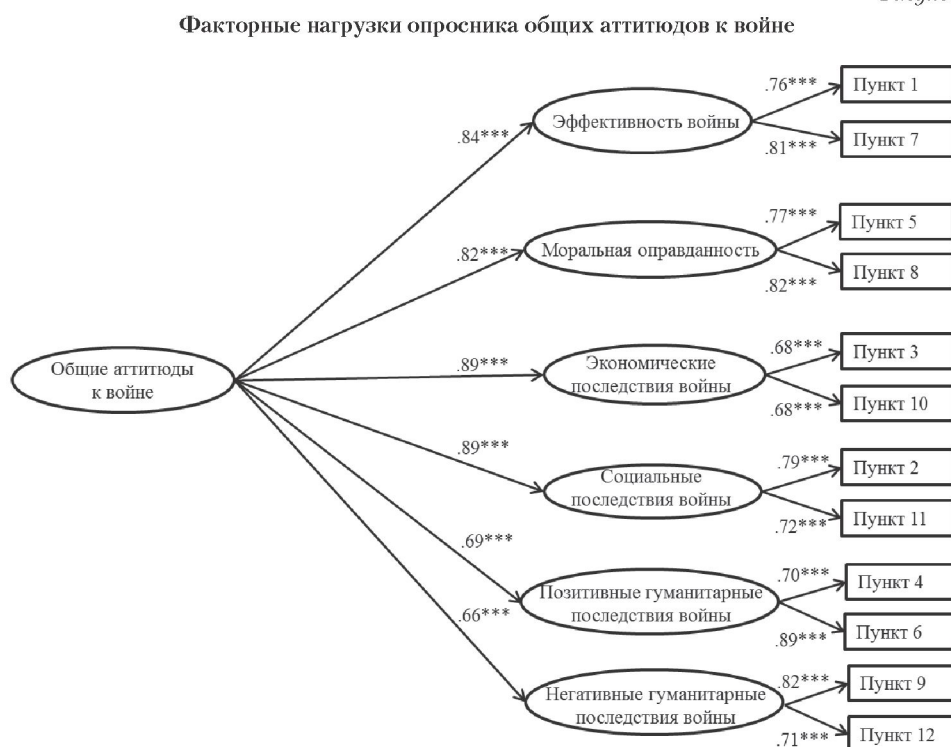 Факторные нагрузки опросника общих аттитюдов к войне
.76***
Пункт 1
Эффективность войны
.84***
.81***
Пункт 7
.77***
Пункт 5
.82***
Моральная оправданность
.82***
Пункт 8
.68***
Пункт 3
Общие аттитюды
к войне
.89***
Экономические
последствия войны
.68***
Пункт 10
.89***
.79***
Пункт 2
Социальные
последствия войны
.72***
Пункт 11
.69***
.70***
Пункт 4
Позитивные гуманитарные
последствия войны
.89***
Пункт 6
.66***
.82***
Пункт 9
Негативные гуманитарные
последствия войны
.71***
Пункт 12